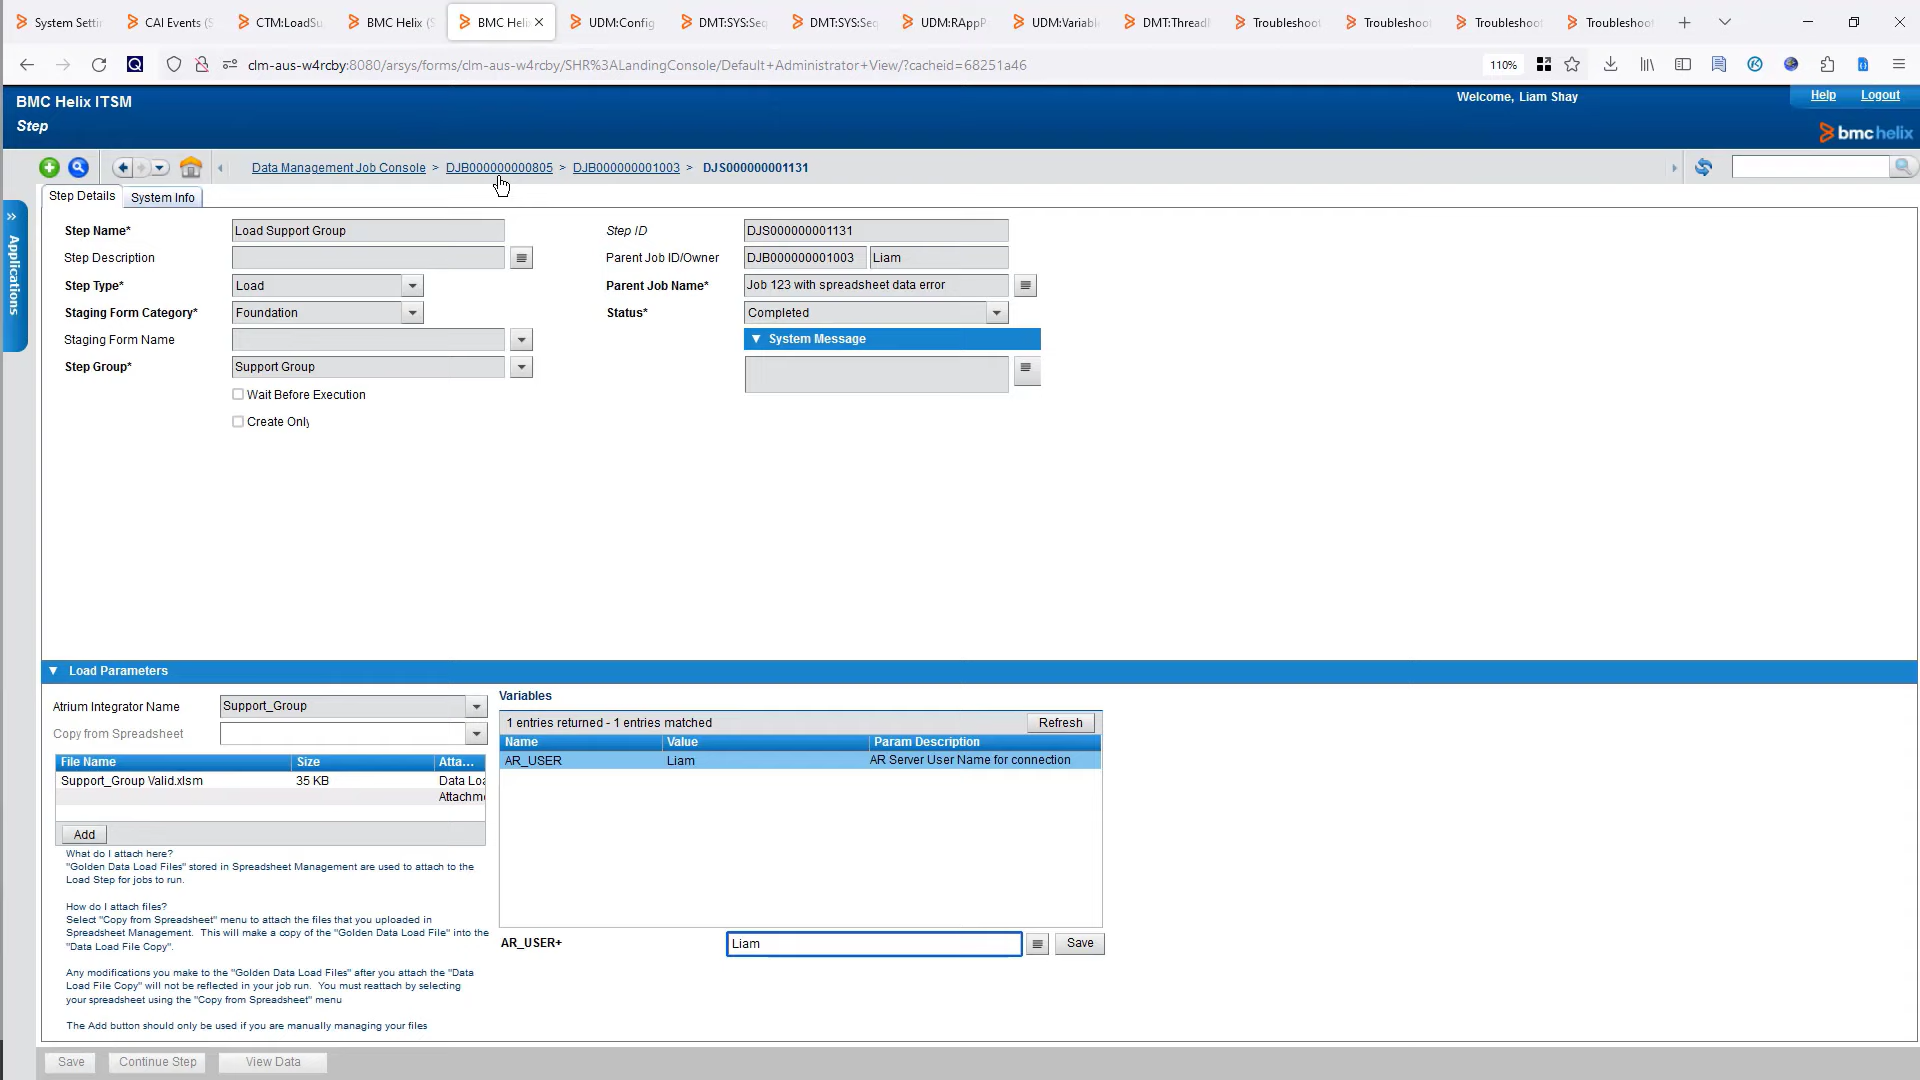 System Setti
CAI Events (S
CTM:LoadSu
BMC Helix (S
BMC Heli
UDM:Config
DMT:SYS:Seq
DMT:SYS:Seq
UDM:RAppP
UDM:Variabl
DMT:Thread
Troubleshoot
Troubleshoot
Troubleshoot
Troubleshoot
clm-aus-w4rcby:8080/arsys/forms/clm-aus-w4rcby/SHR%3ALandingConsole/Default+Administrator+View/?cacheid=68251a46
110%
BMC Helix ITSM
Welcome, Liam Shay
Help
Logout
Step
bmc helix
Data Management Job Console > DJB000000000805 > DJB000000001003 > DJS000000001131
Step Details
System Info
Applications
Step Name*
Load Support Group
Step ID
DJS000000001131
Step Description
Parent Job ID/Owner
DJB000000001003
Liam
Step Type*
Load
Parent Job Name*
Job 123 with spreadsheet data error
Staging Form Category*
Foundation
Status*
Completed
Staging Form Name
System Message
Step Group*
Support Group
Wait Before Execution
Create Only
Load Parameters
Atrium Integrator Name
Support_Group
Copy from Spreadsheet
File Name
Size
Atta...
Support_Group Valid.xlsm
35 KB
Data Loa
Attachme
Add
What do I attach here?
"Golden Data Load Files" stored in Spreadsheet Management are used to attach to the
Load Step for jobs to run.
How do I attach files?
Select "Copy from Spreadsheet" menu to attach the files that you uploaded in
Spreadsheet Management. This will make a copy of the "Golden Data Load File" into the
"Data Load File Copy".
Any modifications you make to the "Golden Data Load Files" after you attach the "Data
Load File Copy" will not be reflected in your job run. You must reattach by selecting
your spreadsheet using the "Copy from Spreadsheet" menu
The Add button should only be used if you are manually managing your files
Variables
1 entries returned - 1 entries matched
Refresh
Name
Value
Param Description
AR_USER
Liam
AR Server User Name for connection
AR_USER+
Liam
Save
Save
Continue Step
View Data